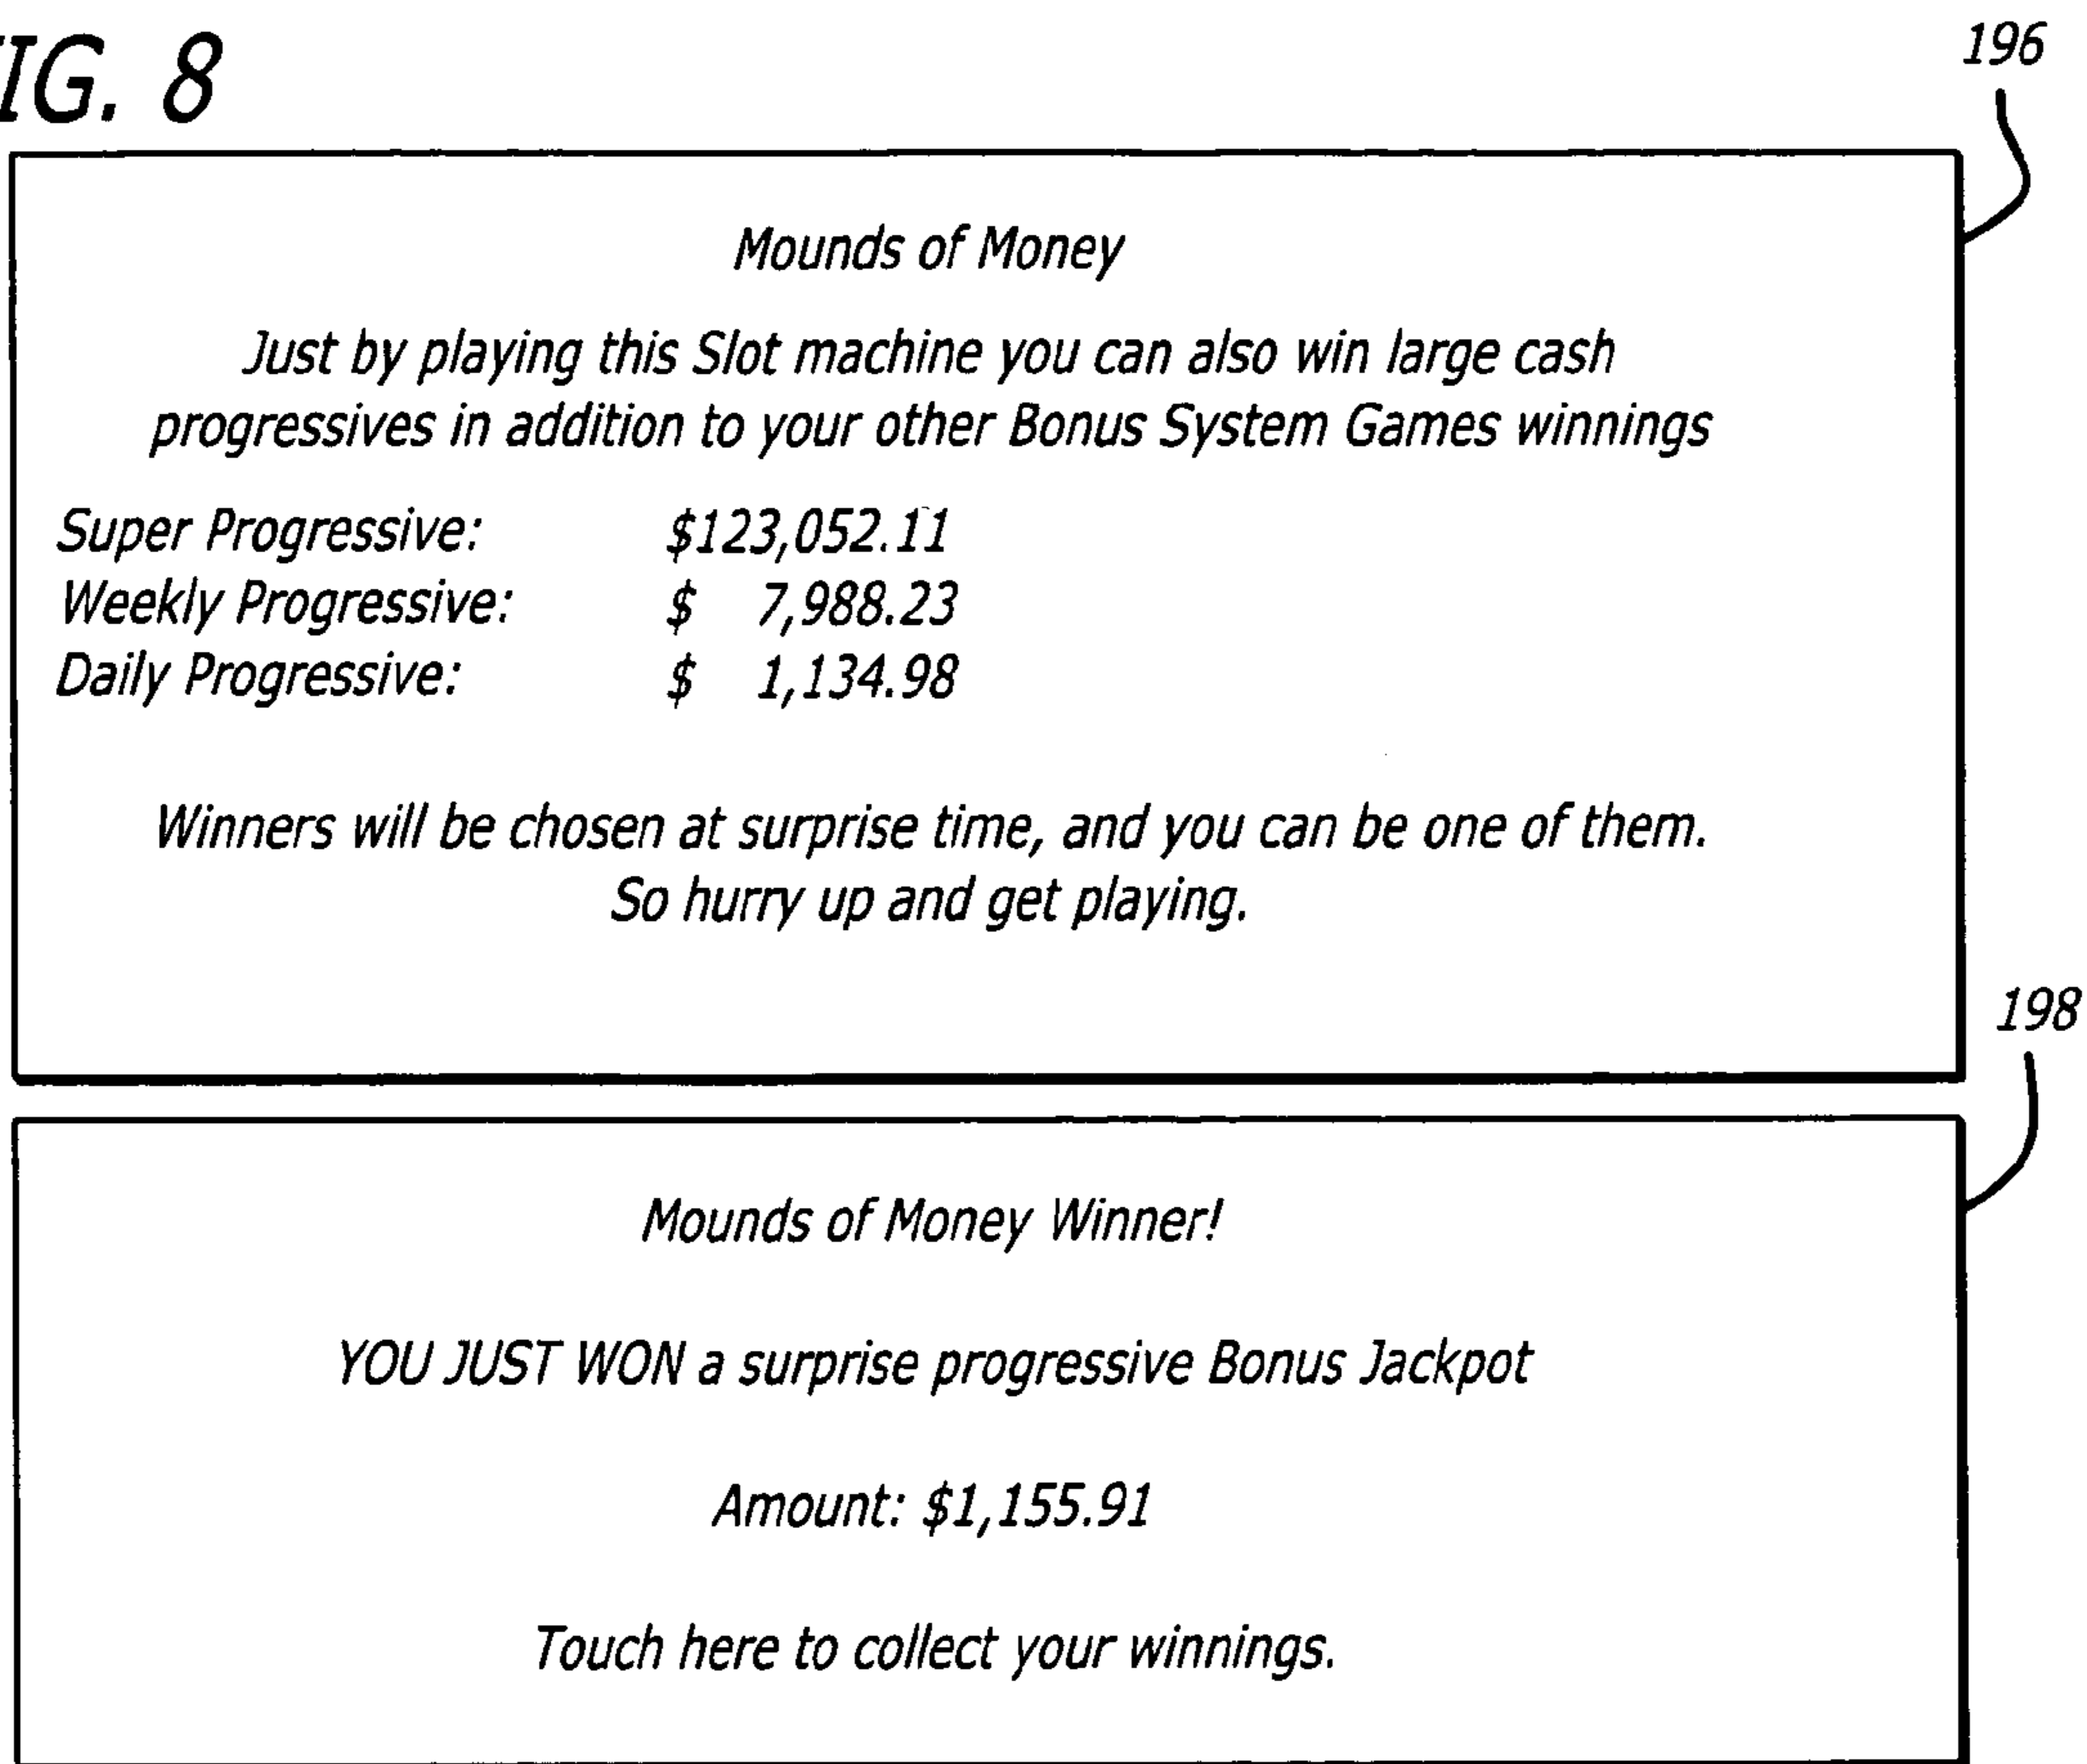 IG. 8
196
Mounds of Money
Just by playing this Slot machine you can also win large cash
progressives in addition to your other Bonus System Games winnings
Super Progressive: $123,052.11
Weekly Progressive: $ 7,988.23
Daily Progressive: $ 1,134.98
Winners will be chosen at surprise time, and you can be one of them.
So hurry up and get playing.
198
Mounds of Money Winner!
YOU JUST WON a surprise progressive Bonus Jackpot
Amount: $1,155.91
Touch here to collect your winnings.